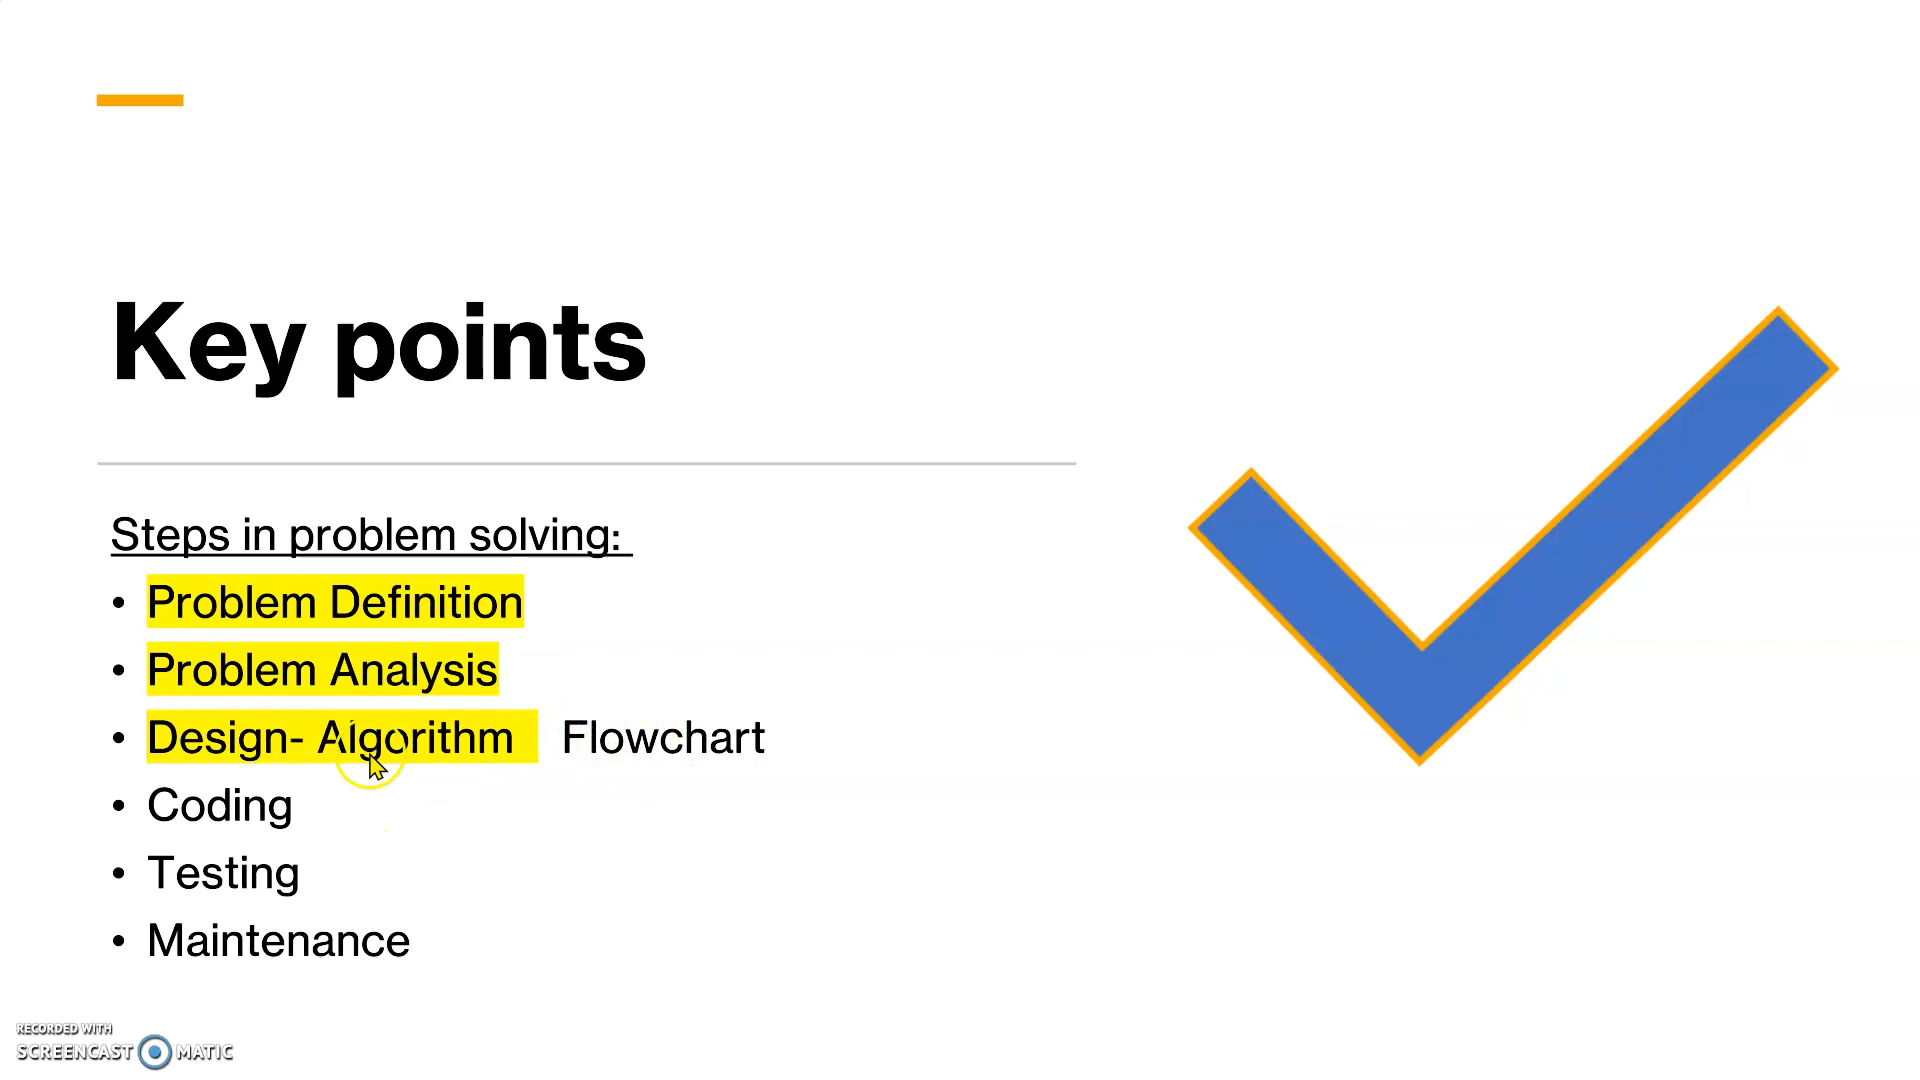 Key points
Steps in problem solving:
• Problem Definition
• Problem Analysis
• Design- Algorithm Flowchart
• Coding
• Testing
• Maintenance
RECORDED WITH
SCREENCAST MATIC